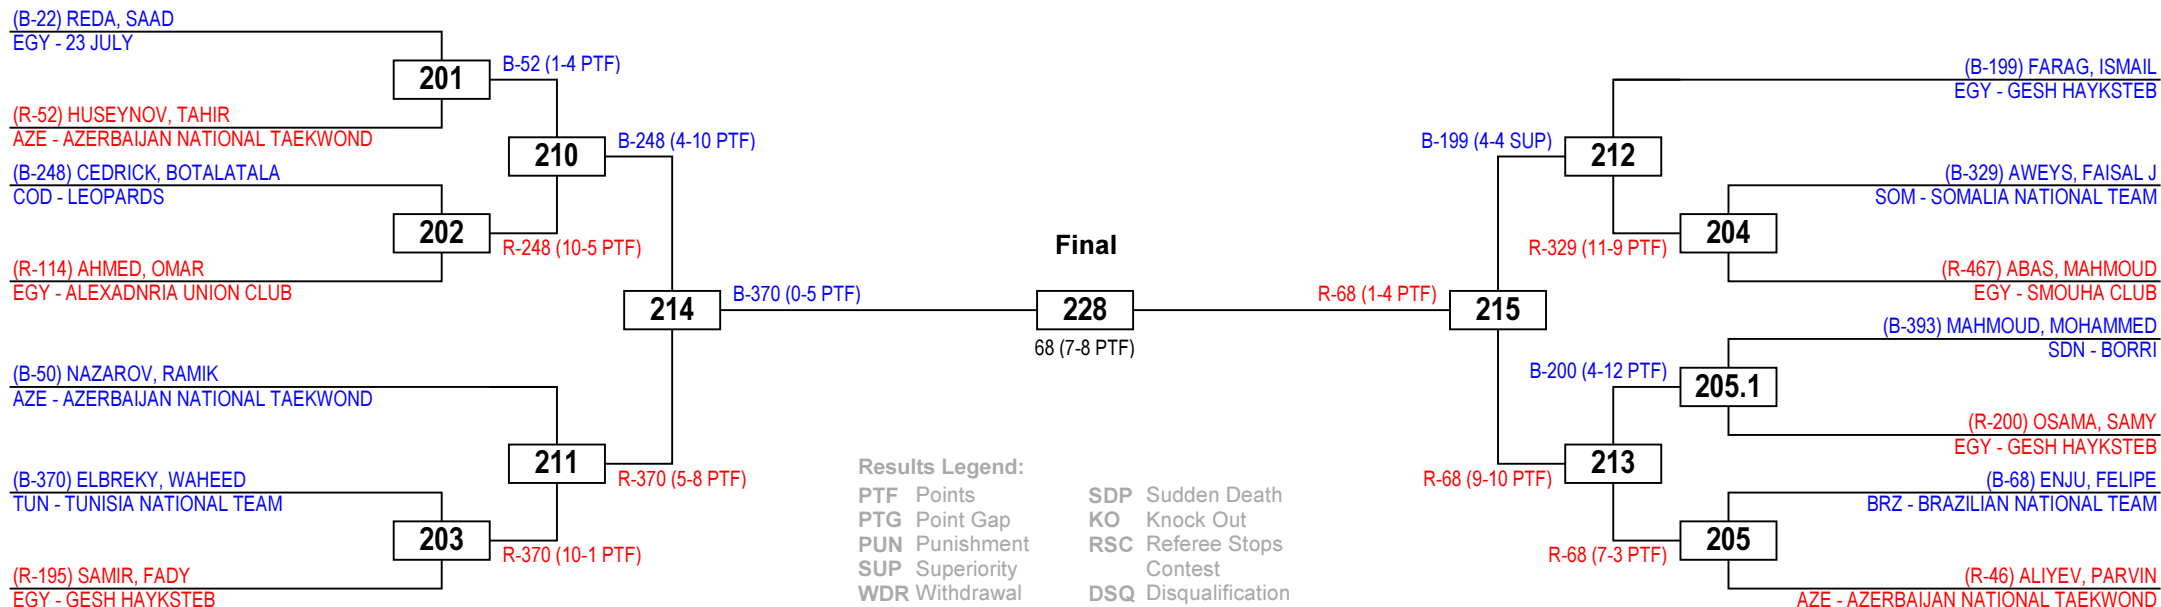 (B-22) REDA, SAAD
EGY - 23 JULY
201
B-52 (1-4 PTF)
(R-52) HUSEYNOV, TAHIR
AZE - AZERBAIJAN NATIONAL TAEKWOND
210
B-248 (4-10 PTF)
(B-248) CEDRICK, BOTALATALA
COD - LEOPARDS
202
R-248 (10-5 PTF)
(R-114) AHMED, OMAR
EGY - ALEXADNRIA UNION CLUB
214
B-370 (0-5 PTF)
(B-50) NAZAROV, RAMIK
AZE - AZERBAIJAN NATIONAL TAEKWOND
211
R-370 (5-8 PTF)
(B-370) ELBREKY, WAHEED
TUN - TUNISIA NATIONAL TEAM
203
R-370 (10-1 PTF)
(R-195) SAMIR, FADY
EGY - GESH HAYKSTEB
Final
228
68 (7-8 PTF)
(B-199) FARAG, ISMAIL
EGY - GESH HAYKSTEB
B-199 (4-4 SUP)
212
(B-329) AWEYS, FAISAL J
SOM - SOMALIA NATIONAL TEAM
R-329 (11-9 PTF)
204
(R-467) ABAS, MAHMOUD
EGY - SMOUHA CLUB
R-68 (1-4 PTF)
215
(B-393) MAHMOUD, MOHAMMED
SDN - BORRI
B-200 (4-12 PTF)
205.1
(R-200) OSAMA, SAMY
EGY - GESH HAYKSTEB
R-68 (9-10 PTF)
213
(B-68) ENJU, FELIPE
BRZ - BRAZILIAN NATIONAL TEAM
R-68 (7-3 PTF)
205
(R-46) ALIYEV, PARVIN
AZE - AZERBAIJAN NATIONAL TAEKWOND
Results Legend:
PTF Points SDP Sudden Death
PTG Point Gap KO Knock Out
PUN Punishment RSC Referee Stops
SUP Superiority Contest
WDR Withdrawal DSQ Disqualification